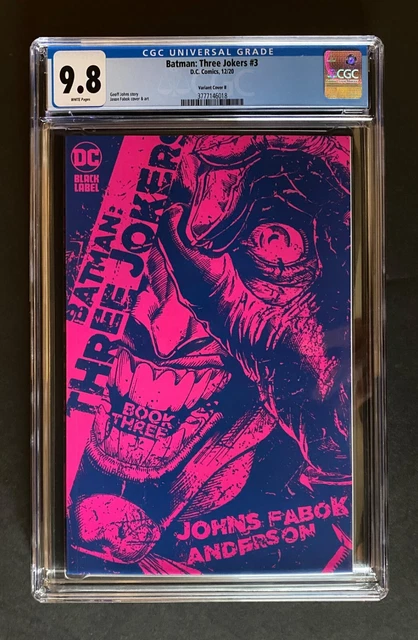 CGC UNIVERSAL GRADE
9.8
WHITE Pages
Batman: Three Jokers #3
D.C. Comics, 12/20
Variant Cover B
Geoff Johns story
Jason Fabok cover & art
3777146018
CGC
DC
BLACK
LABEL
BATMAN:
THREE JOKERS
BOOK
THREE
JOHNS FABOK
ANDERSON